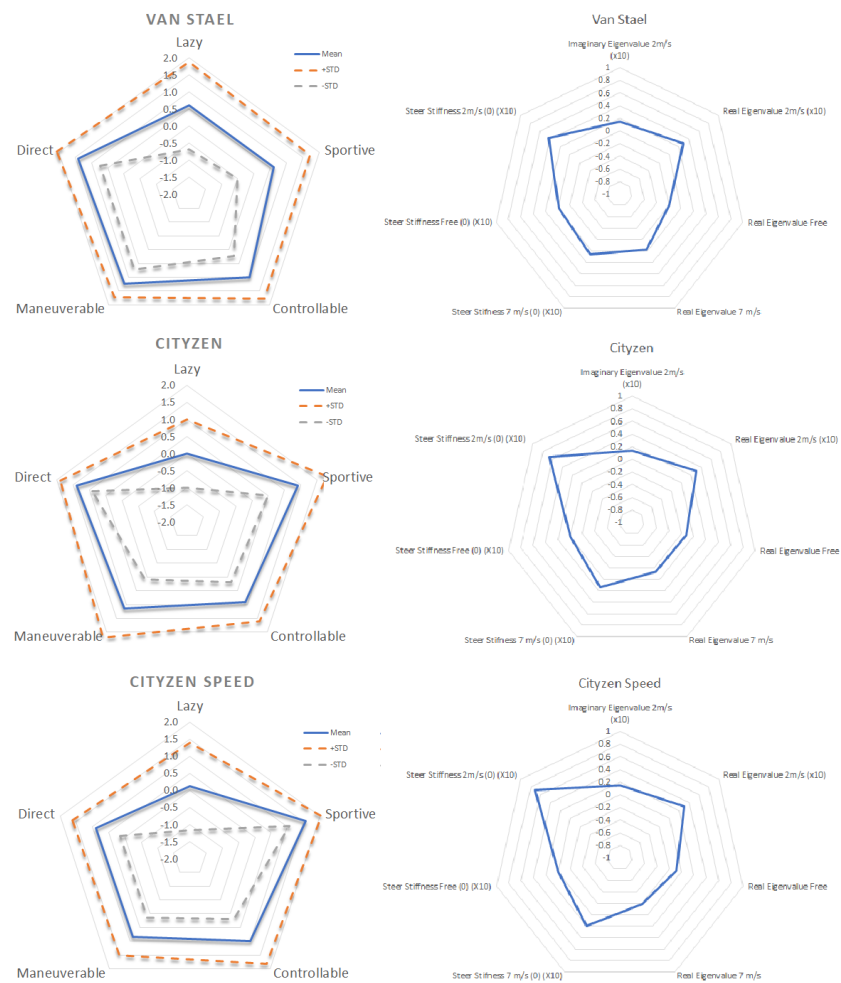 VAN STAEL
Lazy
2.0
1.5
1.0
0.5
0.0
-0.5
-1.0
-1.5
-2.0
Mean
+STD
-STD
Direct
Sportive
Maneuverable
Controllable
Van Stael
Imaginary Eigenvalue 2m/s
(x10)
1
0.8
0.6
0.4
0.2
0
-0.2
-0.4
-0.6
-0.8
-1
Steer Stiffness 2m/s (0) (X10)
Real Eigenvalue 2m/s (x10)
Steer Stiffness Free (0) (X10)
Real Eigenvalue Free
Steer Stifness 7 m/s (0) (X10)
Real Eigenvalue 7 m/s
CITYZEN
Lazy
2.0
1.5
1.0
0.5
0.0
-0.5
-1.0
-1.5
-2.0
Mean
+STD
-STD
Direct
Sportive
Maneuverable
Controllable
Cityzen
Imaginary Eigenvalue 2m/s
(x10)
1
0.8
0.6
0.4
0.2
0
-0.2
-0.4
-0.6
-0.8
-1
Steer Stiffness 2m/s (0) (X10)
Real Eigenvalue 2m/s (x10)
Steer Stiffness Free (0) (X10)
Real Eigenvalue Free
Steer Stifness 7 m/s (0) (X10)
Real Eigenvalue 7 m/s
CITYZEN SPEED
Lazy
2.0
1.5
1.0
0.5
0.0
-0.5
-1.0
-1.5
-2.0
Mean
+STD
-STD
Direct
Sportive
Maneuverable
Controllable
Cityzen Speed
Imaginary Eigenvalue 2m/s
(x10)
1
0.8
0.6
0.4
0.2
0
-0.2
-0.4
-0.6
-0.8
-1
Steer Stiffness 2m/s (0) (X10)
Real Eigenvalue 2m/s (x10)
Steer Stiffness Free (0) (X10)
Real Eigenvalue Free
Steer Stifness 7 m/s (0) (X10)
Real Eigenvalue 7 m/s